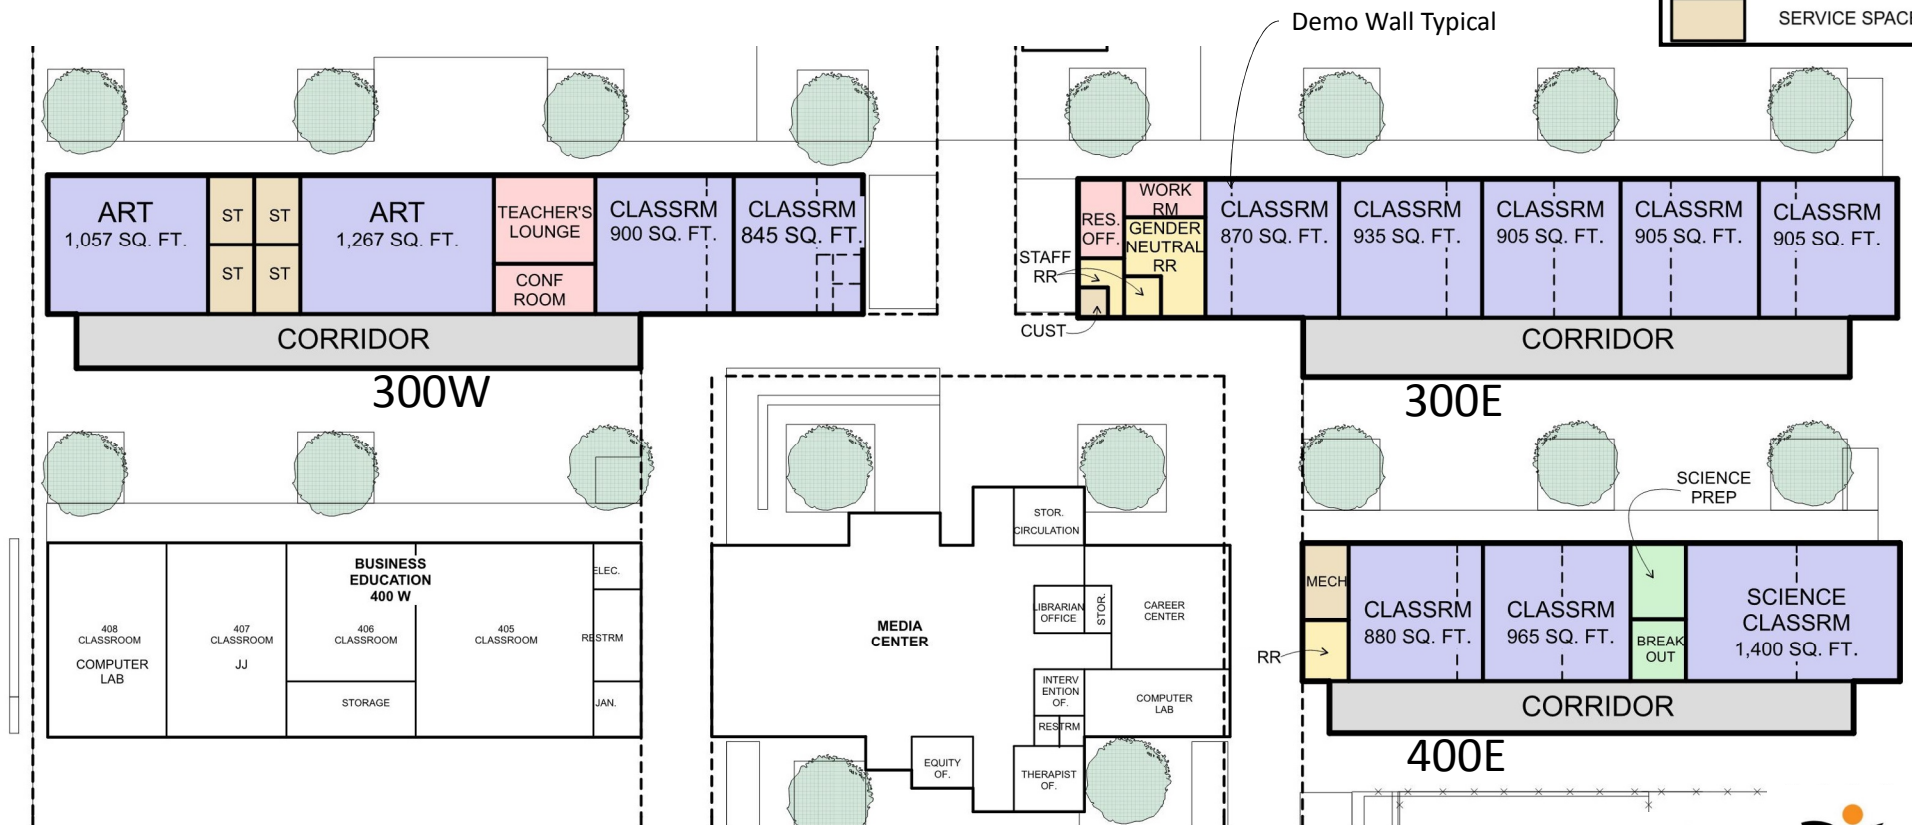 Demo Wall Typical
SERVICE SPACE
ART
1,057 SQ. FT.
ST
ST
ST
ST
ART
1,267 SQ. FT.
TEACHER'S
LOUNGE
CONF
ROOM
CLASSRM
900 SQ. FT.
CLASSRM
845 SQ. FT.
CORRIDOR
300W
RES.
OFF.
WORK
RM
GENDER
NEUTRAL
RR
STAFF
RR
CUST
CLASSRM
870 SQ. FT.
CLASSRM
935 SQ. FT.
CLASSRM
905 SQ. FT.
CLASSRM
905 SQ. FT.
CLASSRM
905 SQ. FT.
CORRIDOR
300E
408
CLASSROOM
COMPUTER
LAB
407
CLASSROOM
JJ
BUSINESS
EDUCATION
400 W
406
CLASSROOM
STORAGE
405
CLASSROOM
ELEC.
RESTRM
JAN.
MEDIA
CENTER
STOR.
CIRCULATION
LIBRARIAN
OFFICE
STOR.
CAREER
CENTER
INTERV
ENTION
OF.
RESTRM
COMPUTER
LAB
EQUITY
OF.
THERAPIST
OF.
SCIENCE
PREP
MECH
RR
CLASSRM
880 SQ. FT.
CLASSRM
965 SQ. FT.
BREAK
OUT
SCIENCE
CLASSRM
1,400 SQ. FT.
CORRIDOR
400E